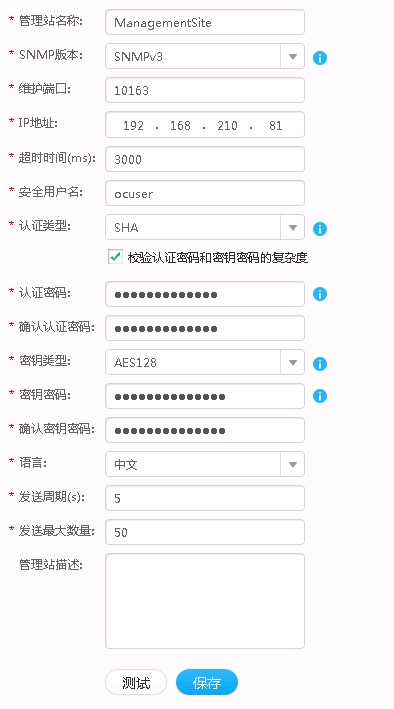 * 管理站名称: ManagementSite
* SNMP版本: SNMPv3
* 维护端口: 10163
* IP地址: 192 . 168 . 210 . 81
* 超时时间(ms): 3000
* 安全用户名: ocuser
* 认证类型: SHA
校验认证密码和密钥密码的复杂度
* 认证密码: ●●●●●●●●●●●●●
* 确认认证密码: ●●●●●●●●●●●●●
* 密钥类型: AES128
* 密钥密码: ●●●●●●●●●●●●●●
* 确认密钥密码: ●●●●●●●●●●●●●●
* 语言: 中文
* 发送周期(s): 5
* 发送最大数量: 50
管理站描述:
测试 保存